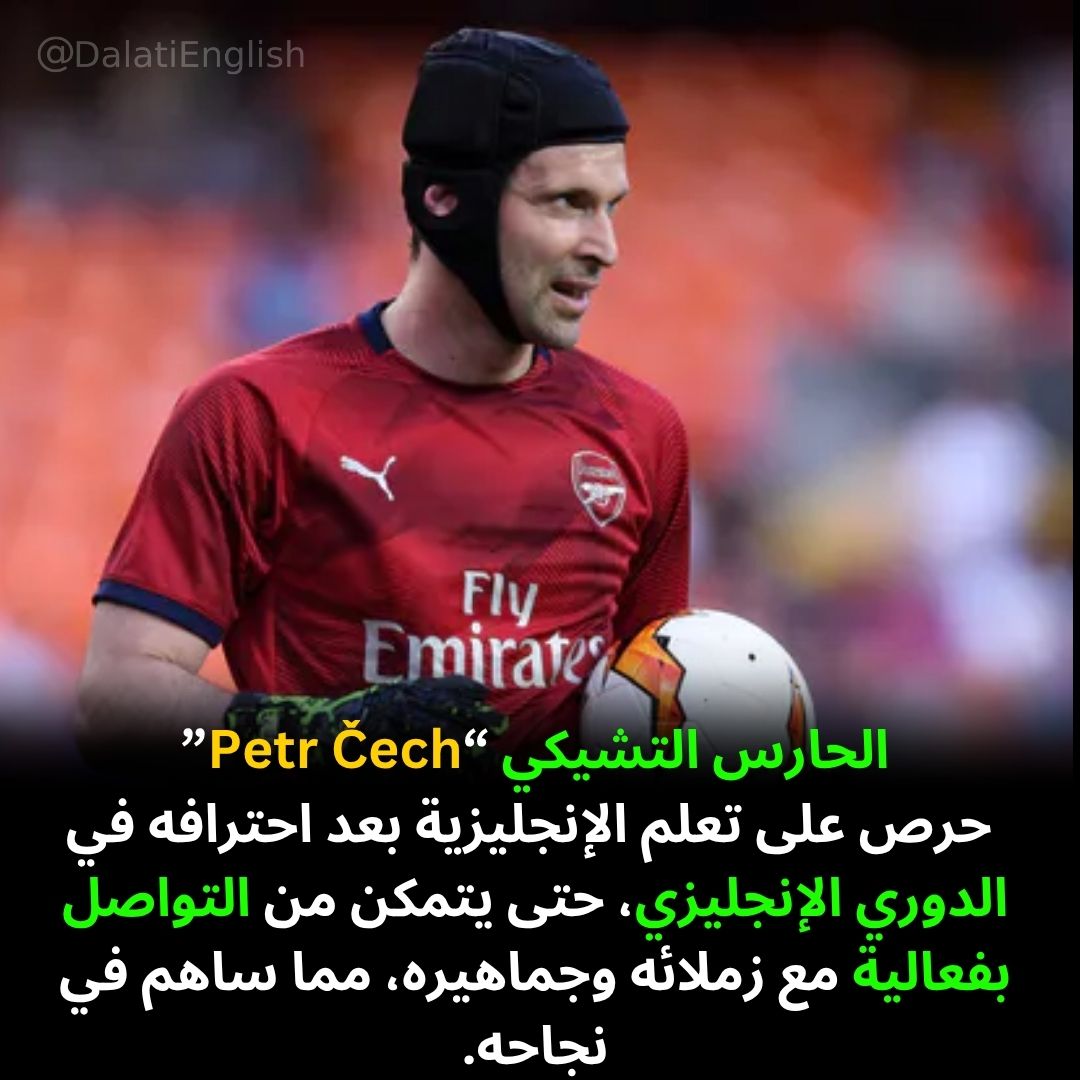 @DalatiEnglish
Arsenal
Fly
Emirates
الحارس التشيكي “Petr Čech”
حرص على تعلم الإنجليزية بعد احترافه في
الدوري الإنجليزي، حتى يتمكن من التواصل
بفعالية مع زملائه وجماهيره، مما ساهم في
نجاحه.